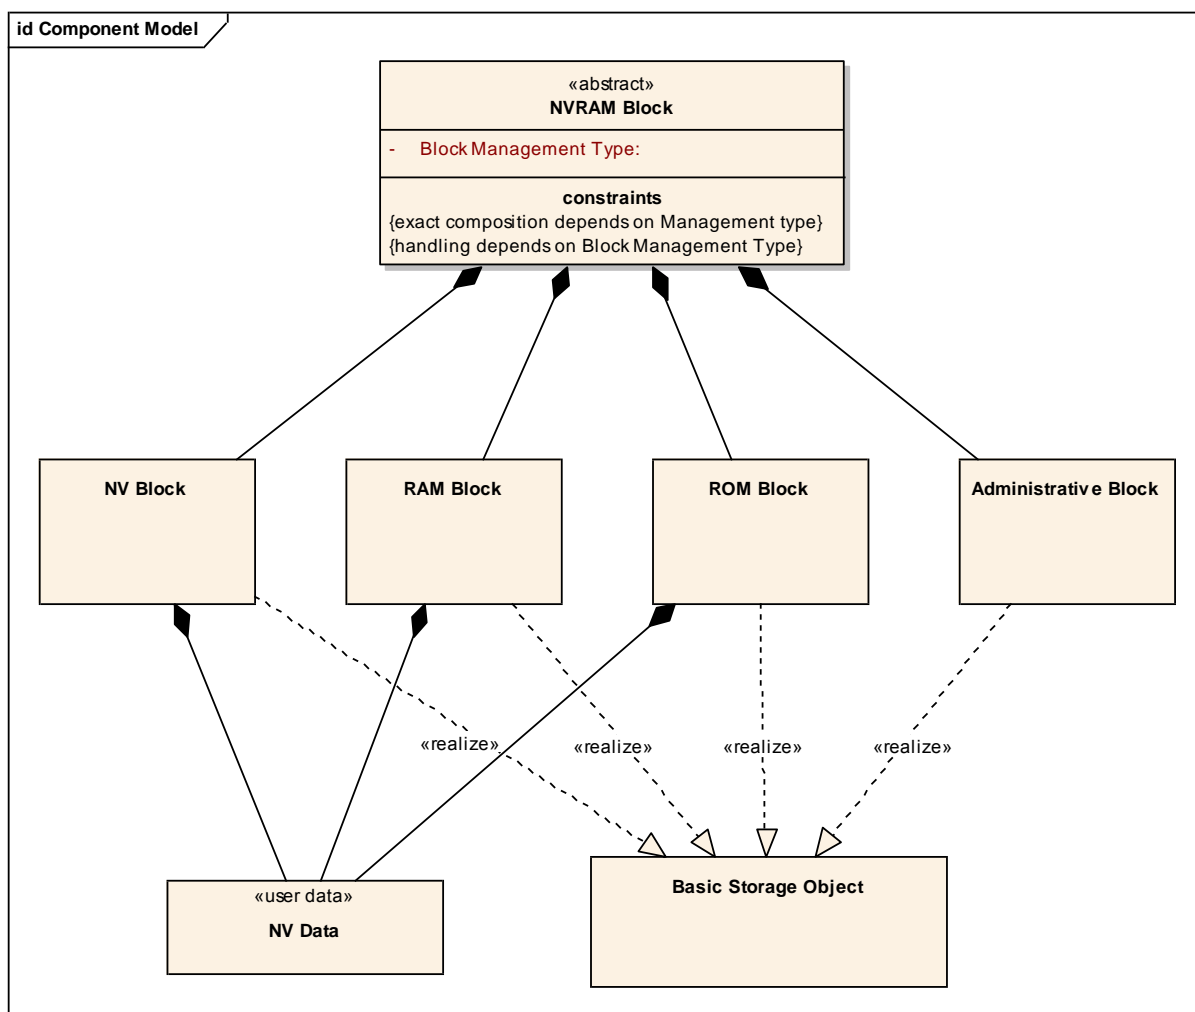 id Component Model
«abstract»
NVRAM Block
- Block Management Type:
constraints
{exact composition depends on Management type}
{handling depends on Block Management Type}
NV Block
RAM Block
ROM Block
Administrative Block
«realize»
«realize»
«realize»
«realize»
«user data»
NV Data
Basic Storage Object